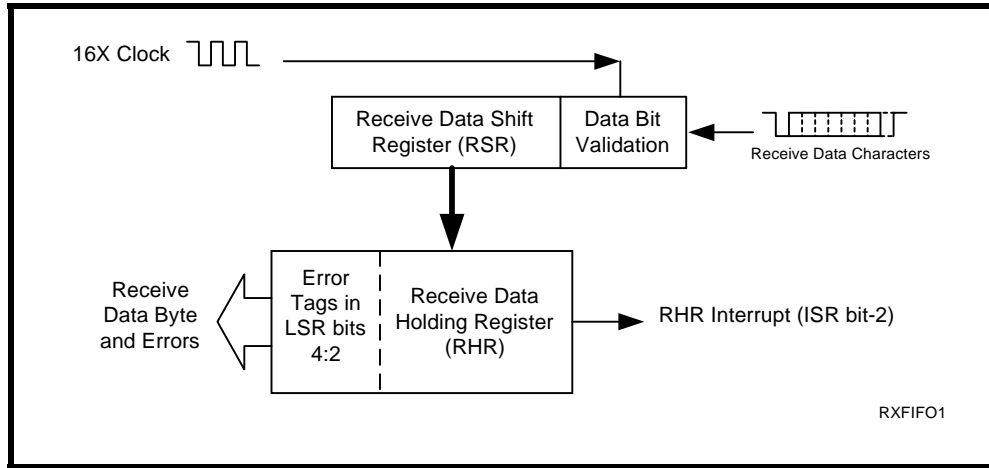 16X Clock
Receive Data Shift
Register (RSR)
Data Bit
Validation
Receive Data Characters
Receive
Data Byte
and Errors
Error
Tags in
LSR bits
4:2
Receive Data
Holding Register
(RHR)
RHR Interrupt (ISR bit-2)
RXFIFO1